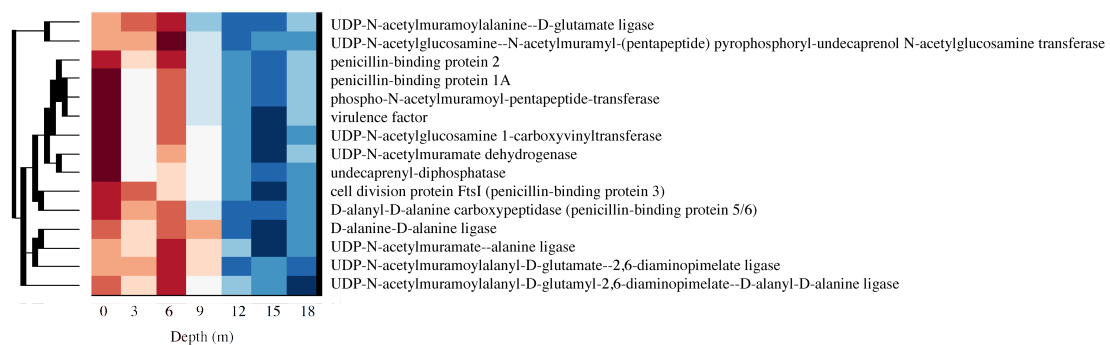 UDP-N-acetylmuramoylalanine--D-glutamate ligase
UDP-N-acetylglucosamine--N-acetylmuramyl-(pentapeptide) pyrophosphoryl-undecaprenol N-acetylglucosamine transferase
penicillin-binding protein 2
penicillin-binding protein 1A
phospho-N-acetylmuramoyl-pentapeptide-transferase
virulence factor
UDP-N-acetylglucosamine 1-carboxyvinyltransferase
UDP-N-acetylmuramate dehydrogenase
undecaprenyl-diphosphatase
cell division protein FtsI (penicillin-binding protein 3)
D-alanyl-D-alanine carboxypeptidase (penicillin-binding protein 5/6)
D-alanine-D-alanine ligase
UDP-N-acetylmuramate--alanine ligase
UDP-N-acetylmuramoylalanyl-D-glutamate--2,6-diaminopimelate ligase
UDP-N-acetylmuramoylalanyl-D-glutamyl-2,6-diaminopimelate--D-alanyl-D-alanine ligase
0 3 6 9 12 15 18
Depth (m)